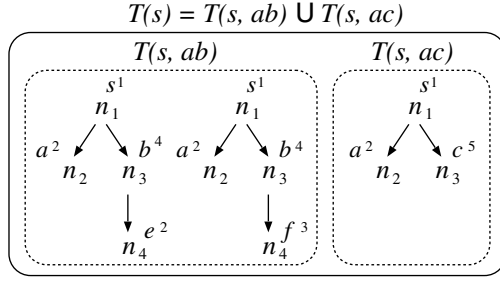 T(s) = T(s, ab) ∪ T(s, ac)
T(s, ab) T(s, ac)
s¹ s¹ s¹
n₁ n₁ n₁
a² b⁴ a² b⁴ a² c⁵
n₂ n₃ n₂ n₃ n₂ n₃
e² f³
n₄ n₄